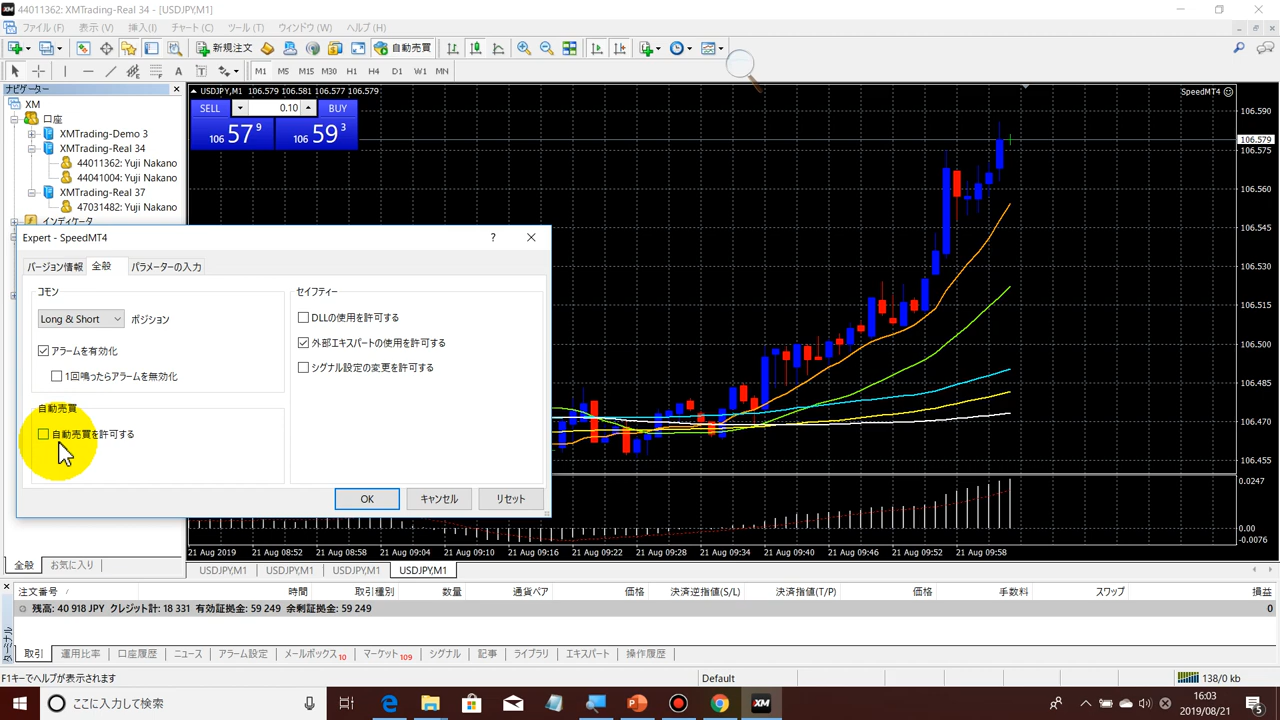 44011362: XMTrading-Real 34 - [USDJPY,M1]
ファイル (F) 表示 (V) 挿入(I) チャート(C) ツール(T) ウィンドウ(W) ヘルプ(H)
新規注文 自動売買
A T M1 M5 M15 M30 H1 H4 D1 W1 MN
ナビゲーター
XM
口座
XMTrading-Demo 3
XMTrading-Real 34
44011362: Yuji Nakano
44041004: Yuji Nakano
XMTrading-Real 37
47031482: Yuji Nakano
インディケータ
USDJPY,M1 106.579 106.581 106.577 106.579
SpeedMT4
SELL 0.10 BUY
106 57 9 106 59 3
106.590
106.579
106.575
106.560
106.545
106.530
106.515
106.500
106.485
106.470
106.455
0.0247
0.00
-0.0076
Expert - SpeedMT4
バージョン情報 全般 パラメーターの入力
コモン
Long & Short ポジション
アラームを有効化
1回鳴ったらアラームを無効化
自動売買
自動売買を許可する
セイフティー
DLLの使用を許可する
外部エキスパートの使用を許可する
シグナル設定の変更を許可する
OK キャンセル リセット
21 Aug 2019 21 Aug 08:52 21 Aug 08:58 21 Aug 09:04 21 Aug 09:10 21 Aug 09:16 21 Aug 09:22 21 Aug 09:28 21 Aug 09:34 21 Aug 09:40 21 Aug 09:46 21 Aug 09:52 21 Aug 09:58
全般 お気に入り
USDJPY,M1 USDJPY,M1 USDJPY,M1 USDJPY,M1
注文番号 時間 取引種別 数量 通貨ペア 価格 決済逆指値(S/L) 決済指値(T/P) 価格 手数料 スワップ 損益
残高: 40 918 JPY クレジット計: 18 331 有効証拠金: 59 249 余剰証拠金: 59 249 0
ターミナル
取引 運用比率 口座履歴 ニュース アラーム設定 メールボックス 10 マーケット 109 シグナル 記事 ライブラリ エキスパート 操作履歴
F1キーでヘルプが表示されます Default 138/0 kb
ここに入力して検索
16:03
2019/08/21